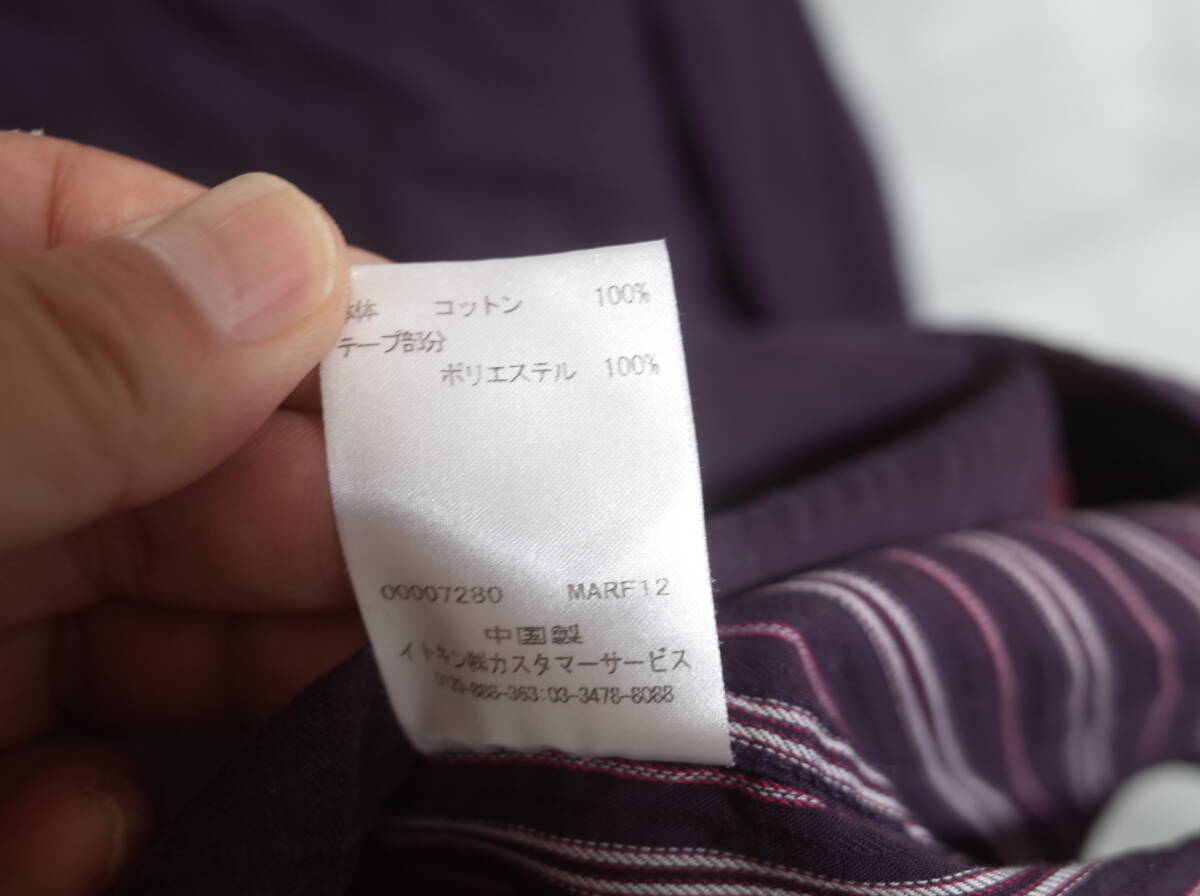 本体 コットン 100%
テープ部分
ポリエステル 100%
00007280 MARF12
中国製
イトキン㈱カスタマーサービス
0120-888-363:03-3478-8088